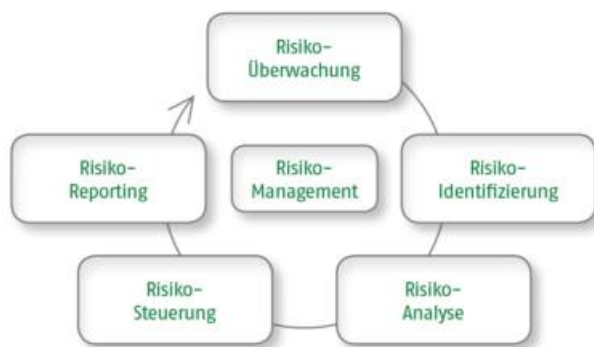 Risiko-
Überwachung
Risiko-
Reporting
Risiko-
Management
Risiko-
Identifizierung
Risiko-
Steuerung
Risiko-
Analyse